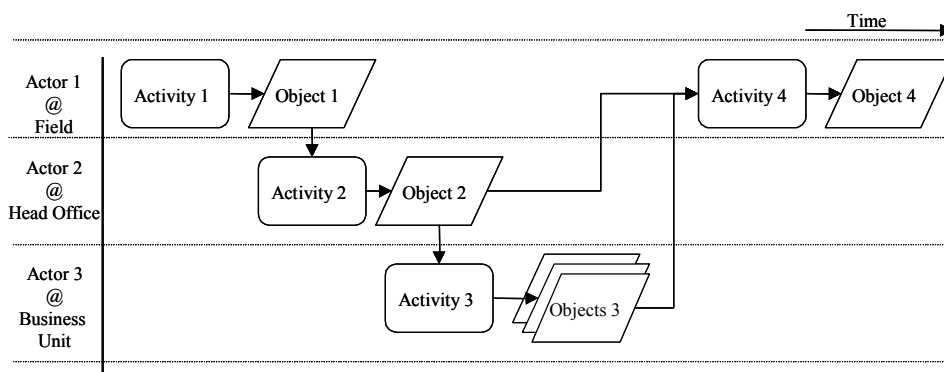 Time
Actor 1
@
Field
Activity 1
Object 1
Activity 4
Object 4
Actor 2
@
Head Office
Activity 2
Object 2
Actor 3
@
Business
Unit
Activity 3
Objects 3